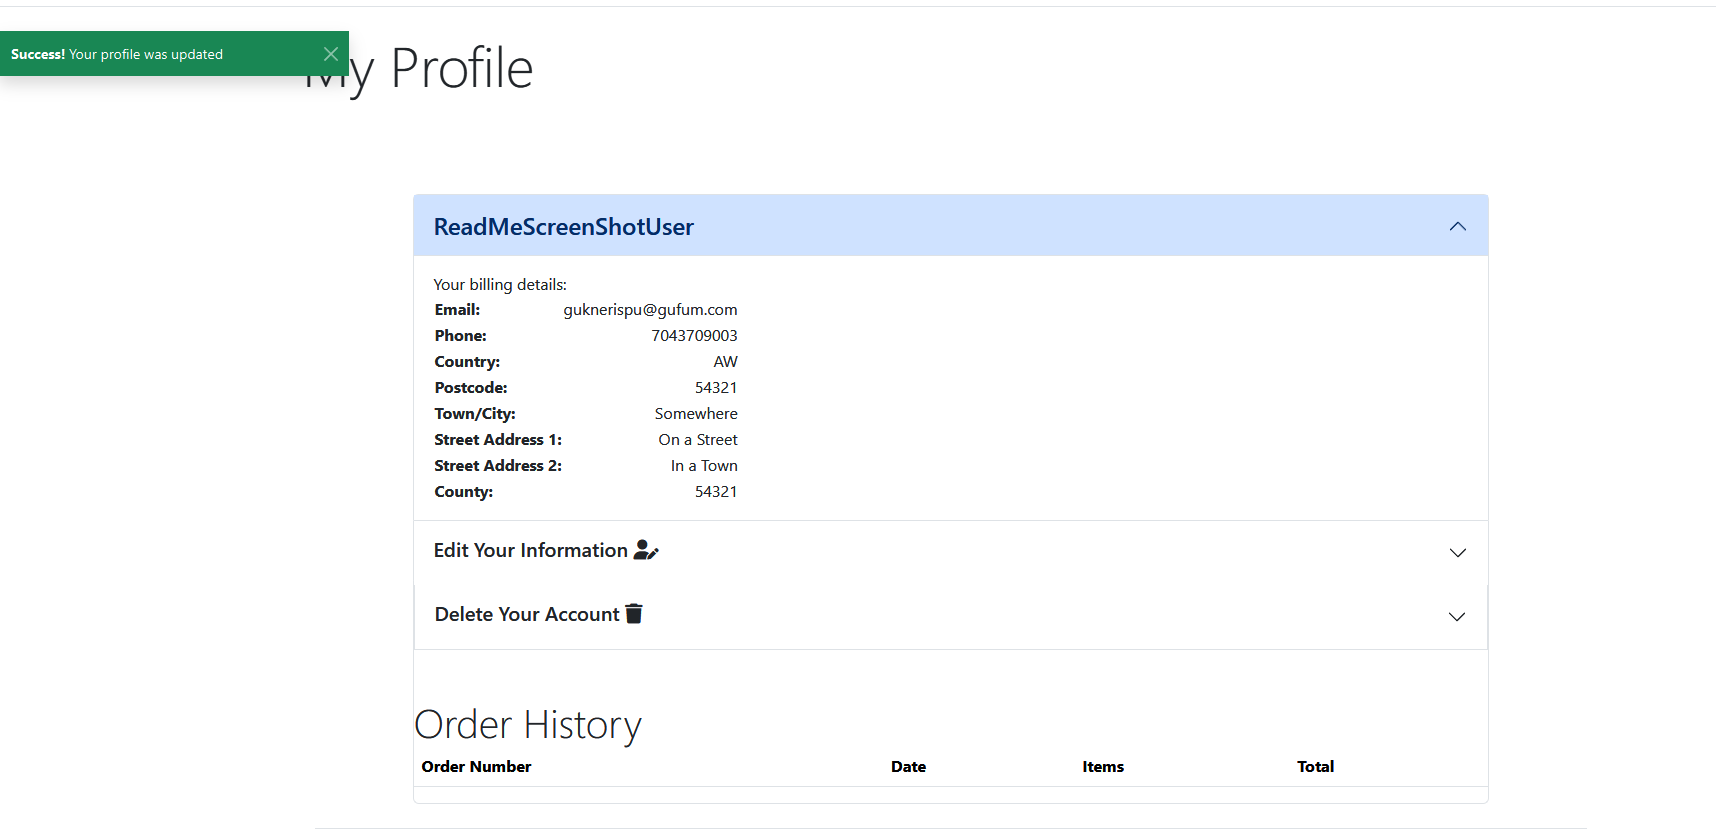 Success! Your profile was updated
My Profile
ReadMeScreenShotUser
Your billing details:
Email: guknerispu@gufum.com
Phone: 7043709003
Country: AW
Postcode: 54321
Town/City: Somewhere
Street Address 1: On a Street
Street Address 2: In a Town
County: 54321
Edit Your Information
Delete Your Account
Order History
Order Number Date Items Total